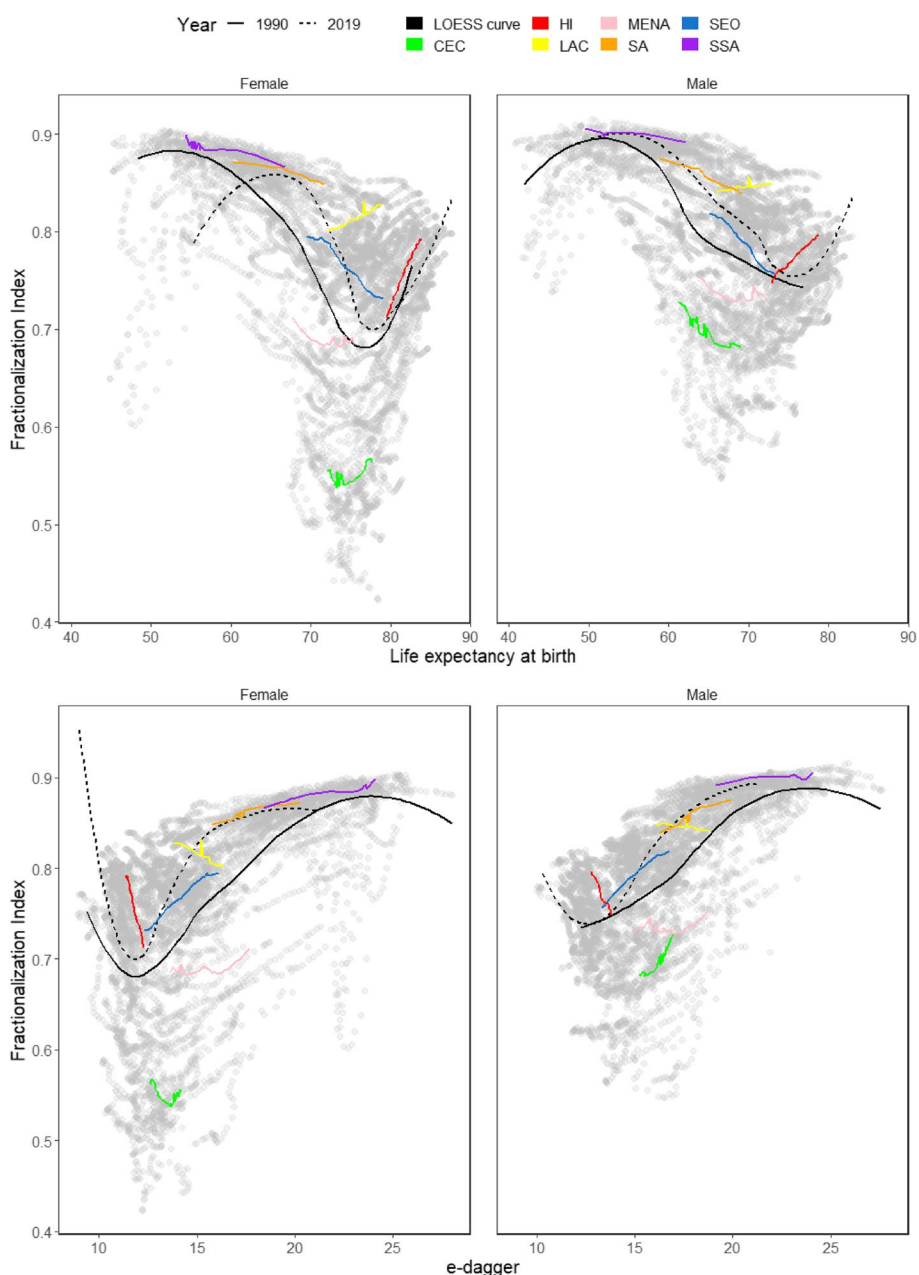 Year 1990 2019 LOESS curve HI MENA SEO
CEC LAC SA SSA
Female Male
Fractionalization Index
0.9
0.8
0.7
0.6
0.5
0.4
40 50 60 70 80 90 40 50 60 70 80 90
Life expectancy at birth
Female Male
Fractionalization Index
0.9
0.8
0.7
0.6
0.5
0.4
10 15 20 25 10 15 20 25
e-dagger